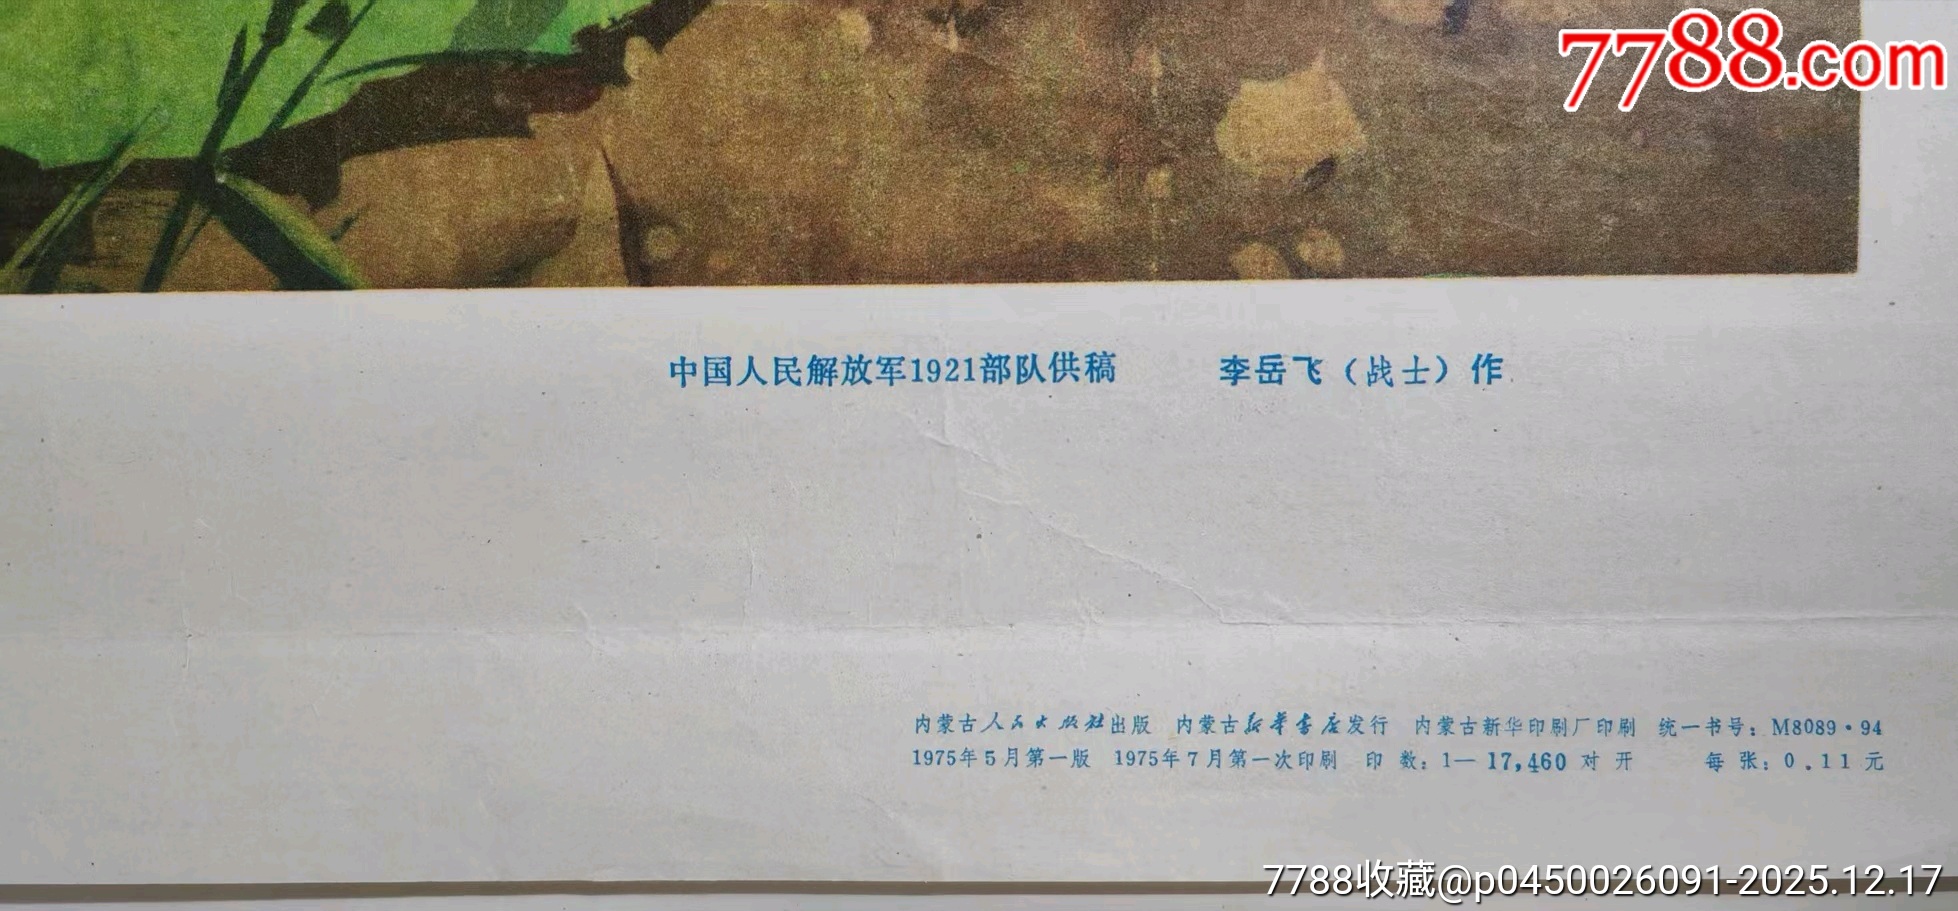 7788.com
中国人民解放军1921部队供稿 李岳飞（战士）作
内蒙古人民出版社出版 内蒙古新华书店发行 内蒙古新华印刷厂印刷 统一书号：M8089·94
1975年5月第一版 1975年7月第一次印刷 印 数：1—17,460 对 开 每 张：0.11 元
7788收藏@p0450026091-2025.12.17